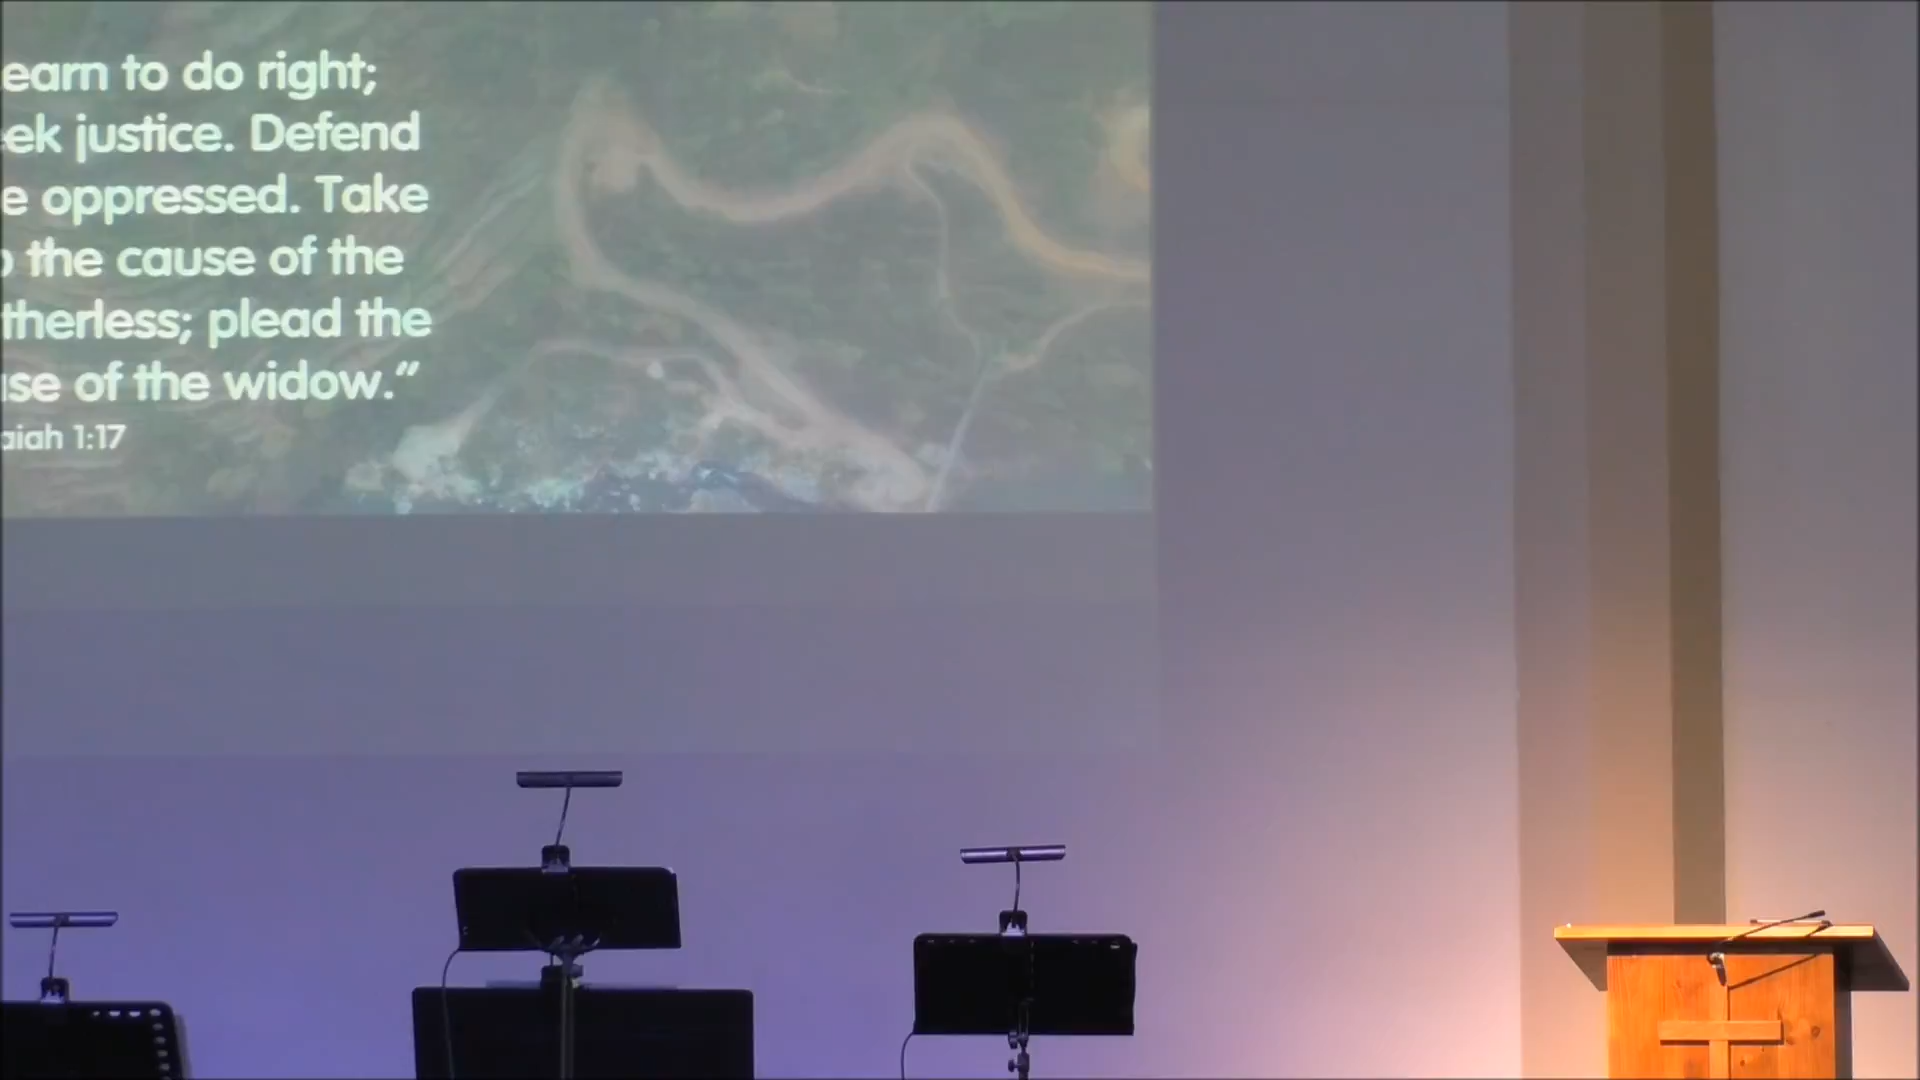 earn to do right;
ek justice. Defend
e oppressed. Take
the cause of the
therless; plead the
se of the widow.”
aiah 1:17